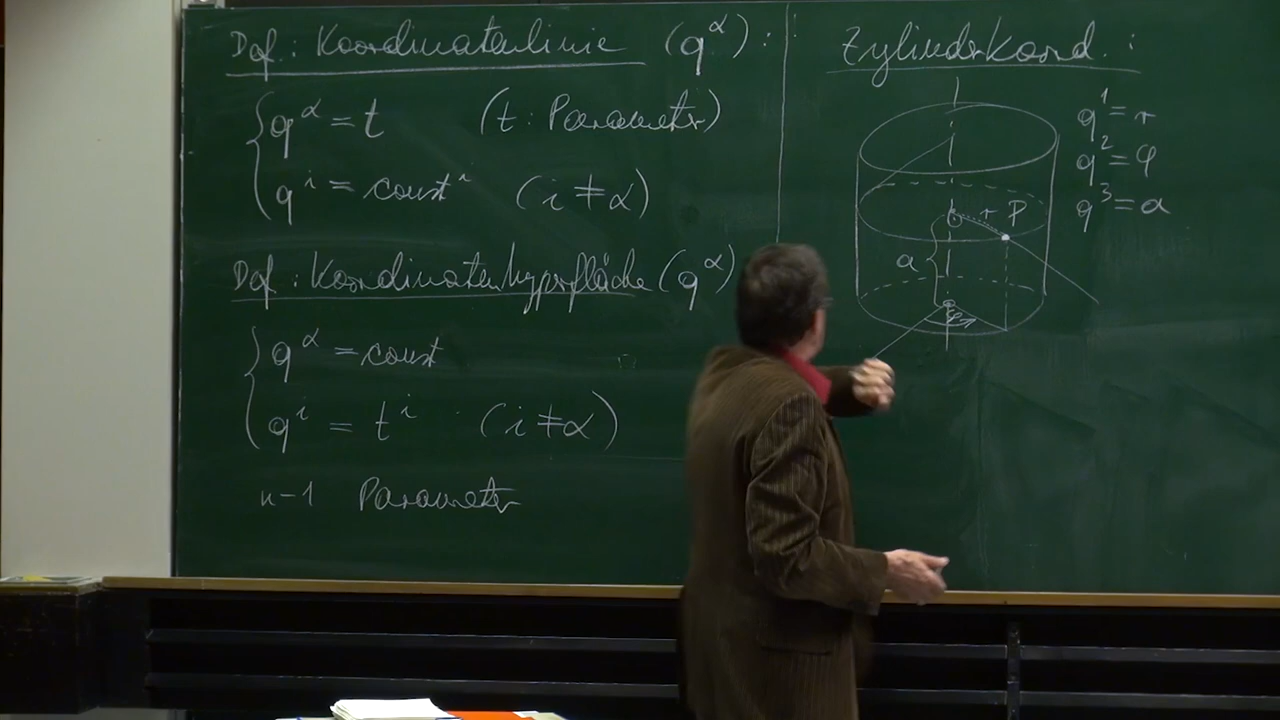 Def.: Koordinatenlinie (q^α):
q^α = t (t: Parameter)
q^i = const^i (i ≠ α)
Def.: Koordinatenhyperfläche (q^α)
q^α = const
q^i = t^i (i ≠ α)
n-1 Parameter
Zylinderkoord.:
q^1 = r
q^2 = φ
q^3 = a
r P
a
φ